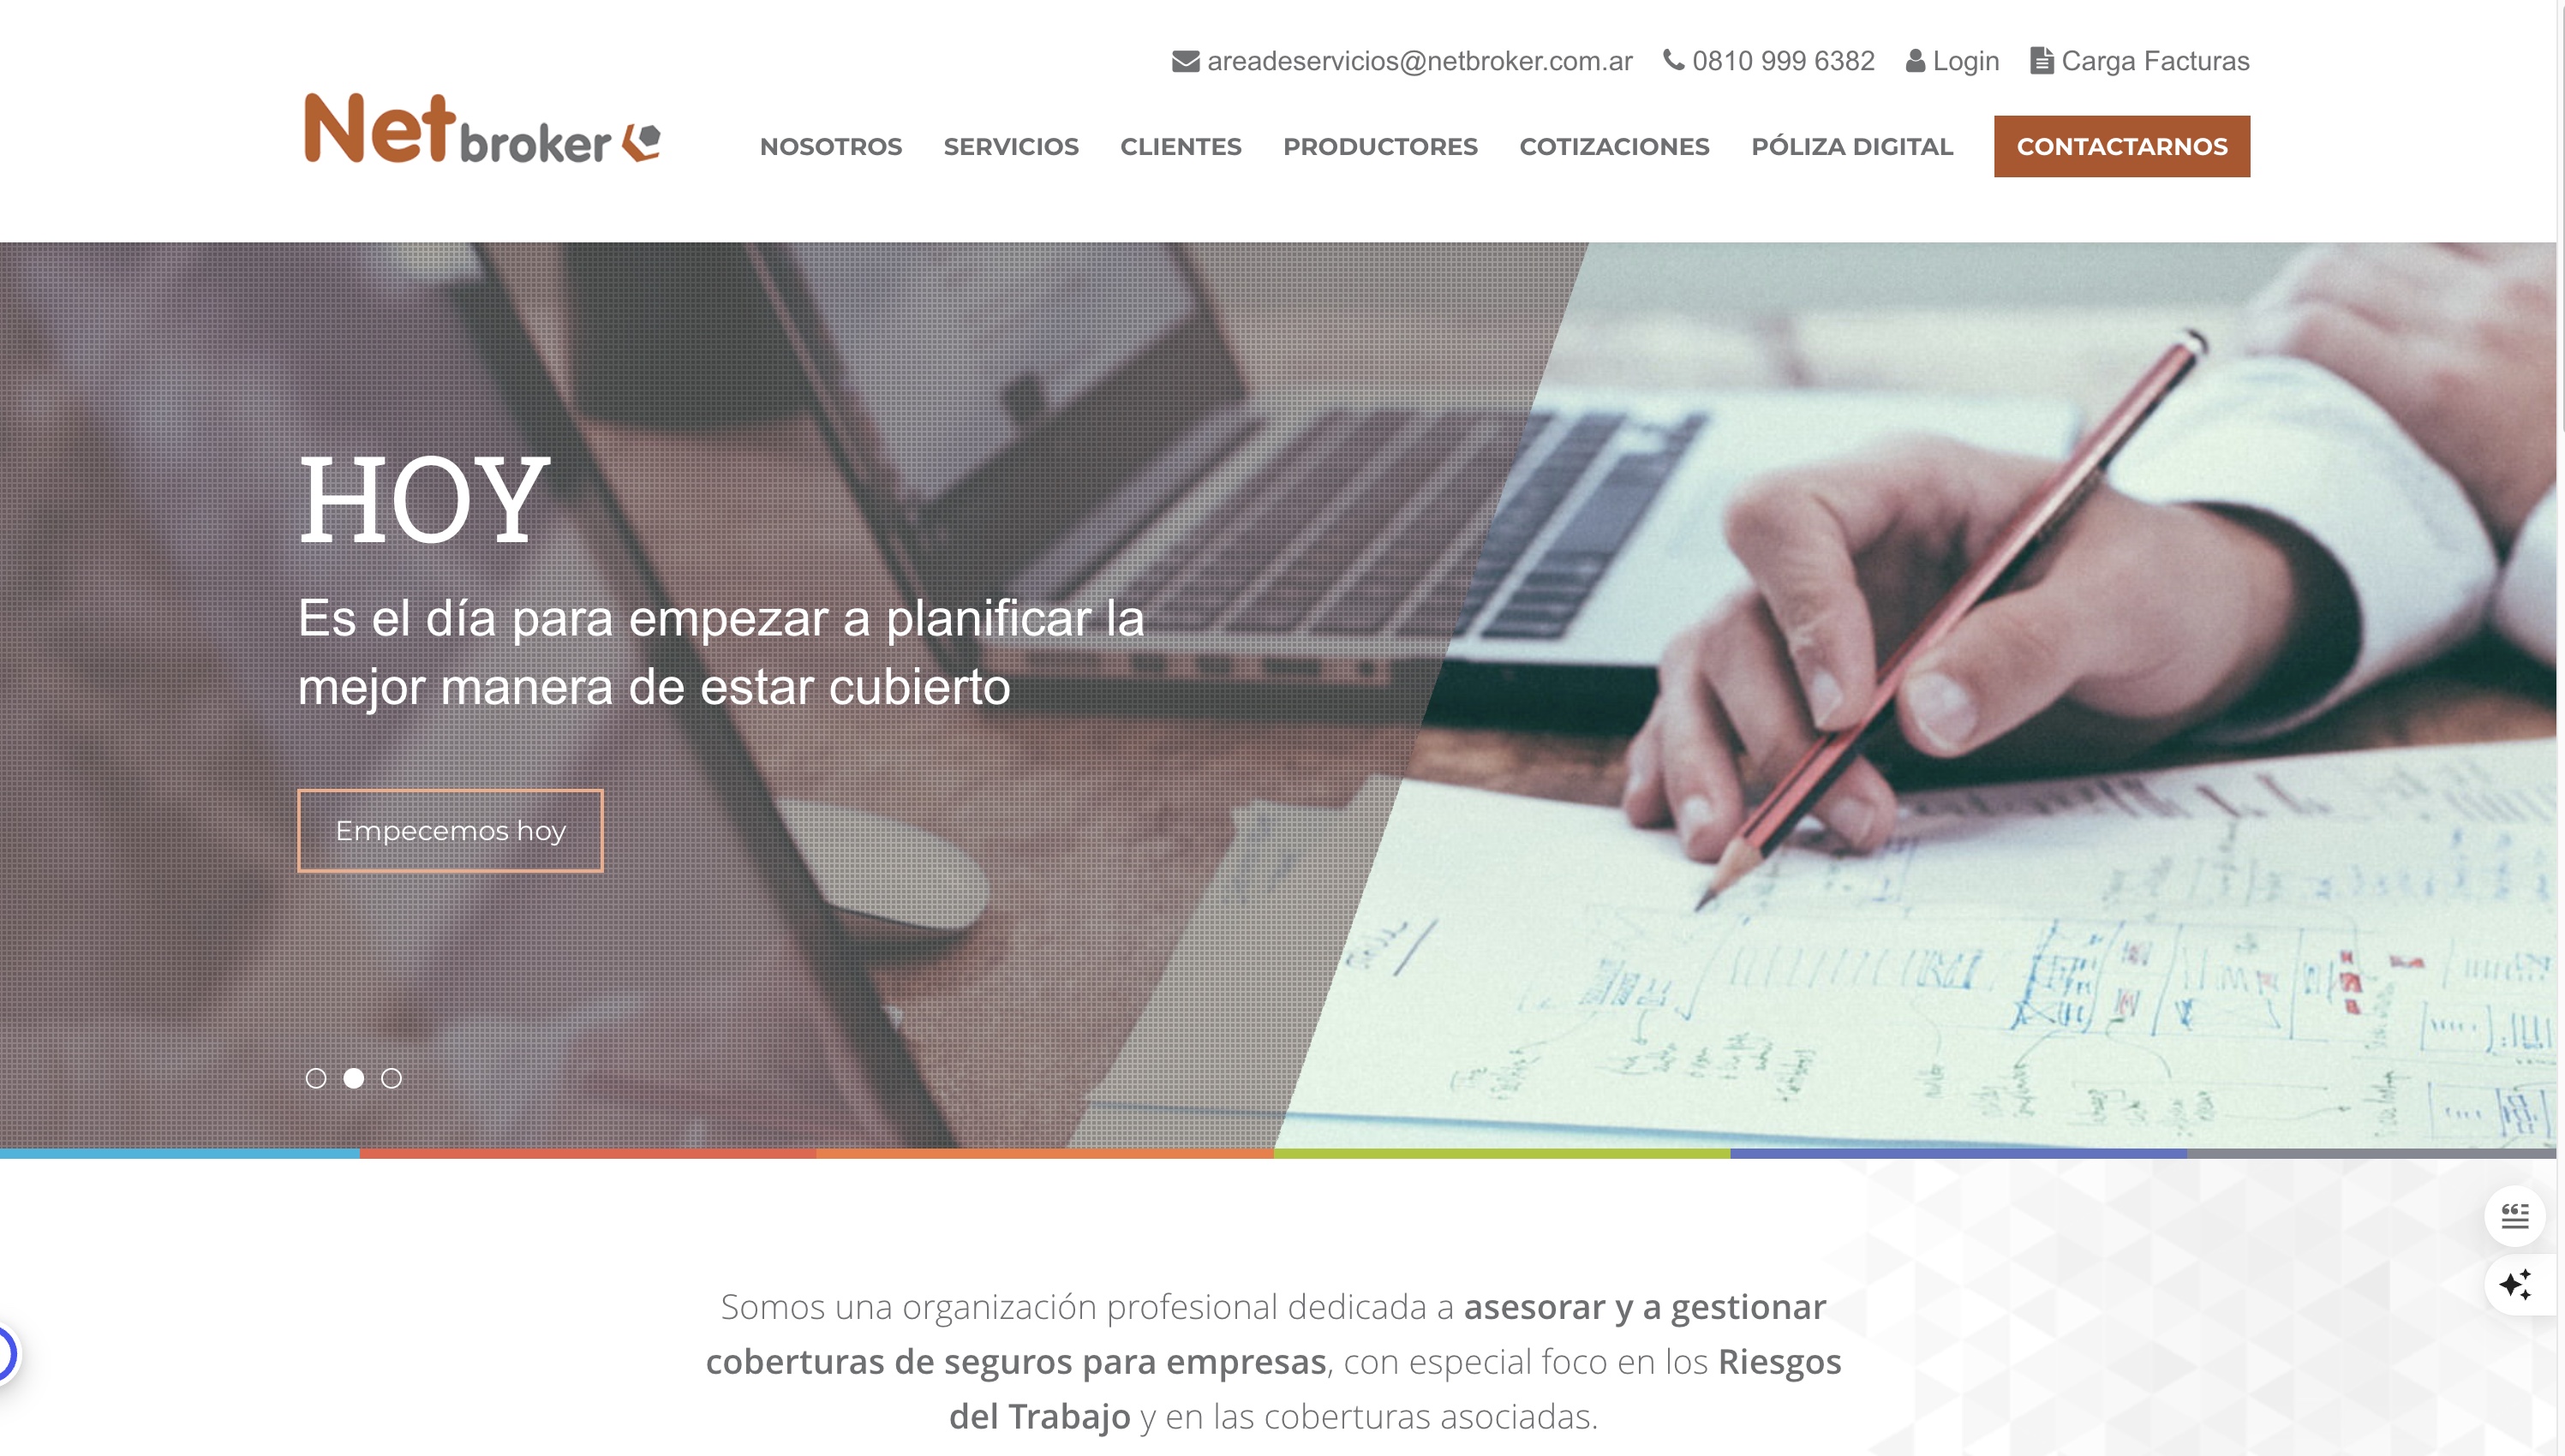 areadeservicios@netbroker.com.ar 0810 999 6382 Login Carga Facturas
Netbroker
NOSOTROS SERVICIOS CLIENTES PRODUCTORES COTIZACIONES PÓLIZA DIGITAL CONTACTARNOS
HOY
Es el día para empezar a planificar la
mejor manera de estar cubierto
Empecemos hoy
Somos una organización profesional dedicada a asesorar y a gestionar
coberturas de seguros para empresas, con especial foco en los Riesgos
del Trabajo y en las coberturas asociadas.